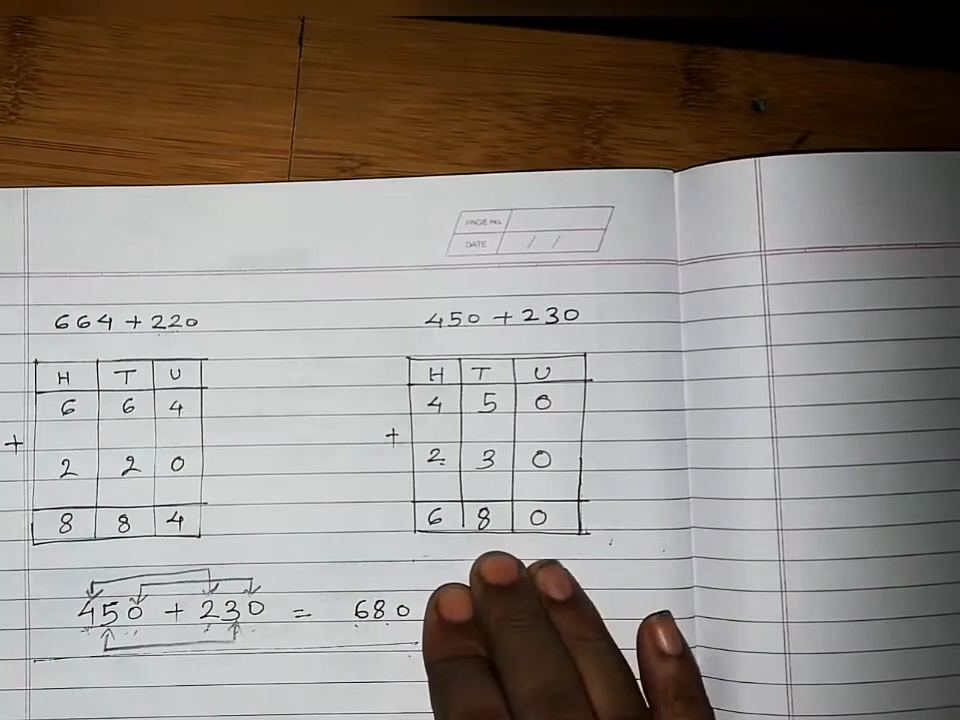 PAGE NO.
DATE / /
664 + 220
H T U
6 6 4
+
2 2 0
8 8 4
450 + 230
H T U
4 5 0
+
2 3 0
6 8 0
450 + 230 = 680